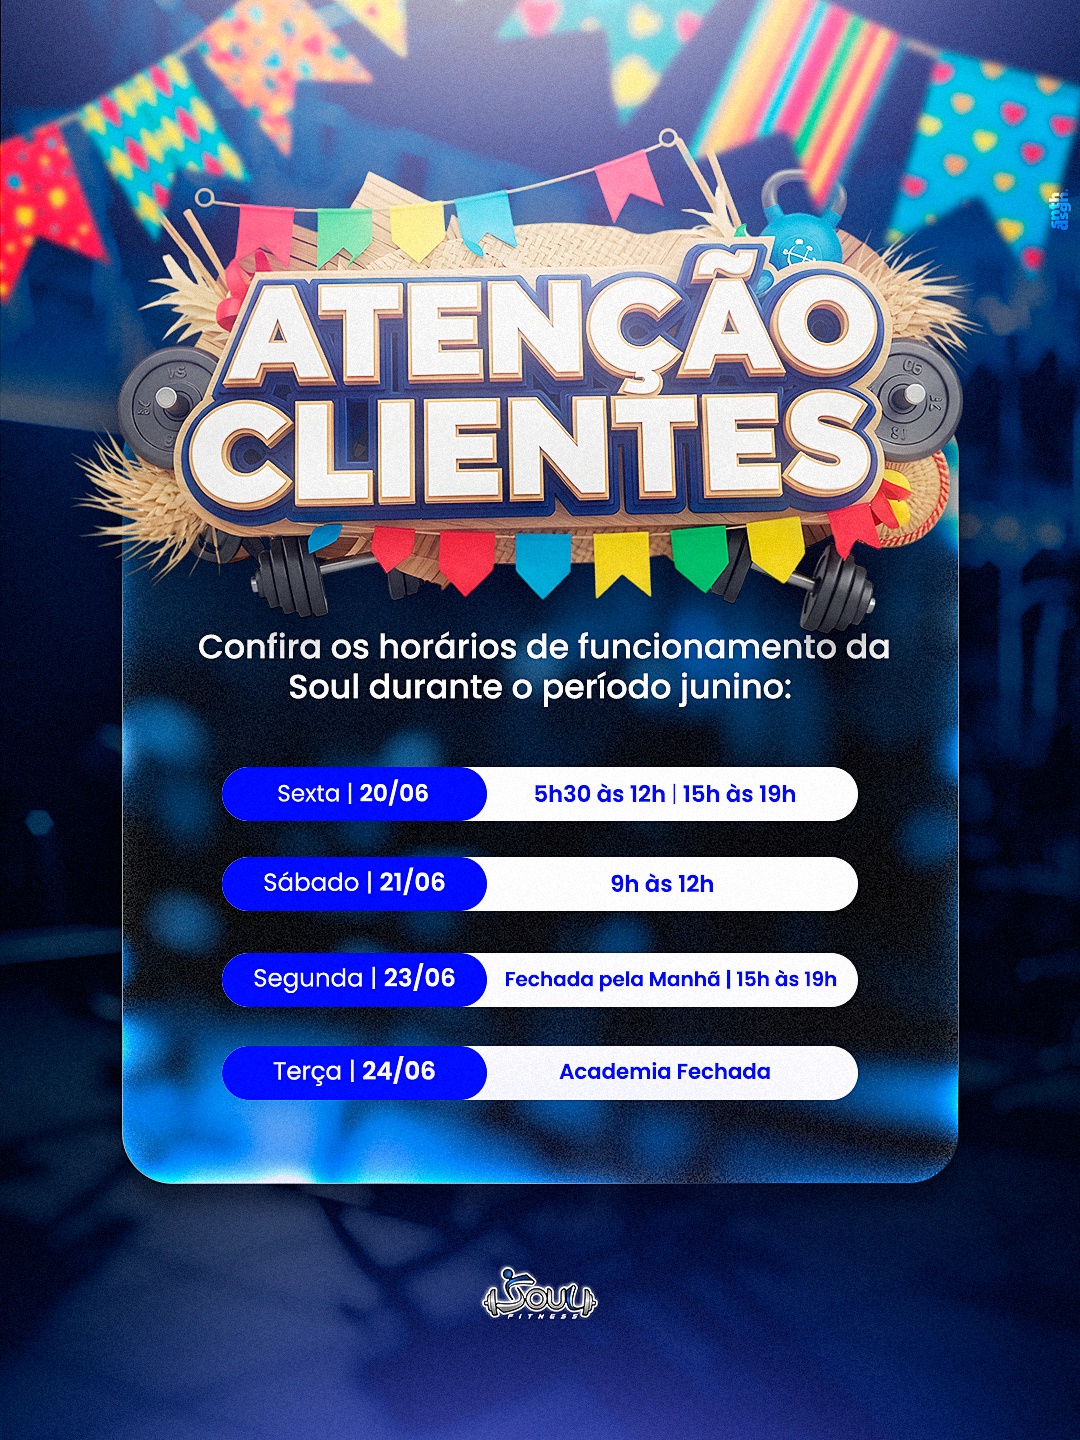 ATENÇÃO
CLIENTES
Confira os horários de funcionamento da
Soul durante o período junino:
Sexta | 20/06 5h30 às 12h | 15h às 19h
Sábado | 21/06 9h às 12h
Segunda | 23/06 Fechada pela Manhã | 15h às 19h
Terça | 24/06 Academia Fechada
SOUL
FITNESS
snth
dsgn.